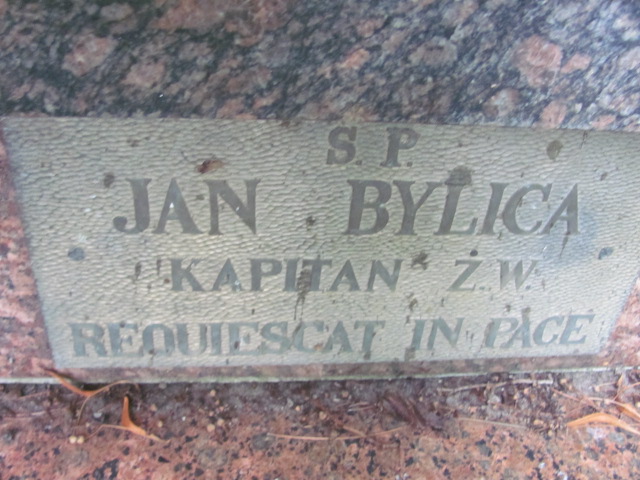 S. P.
JAN BYLICA
"KAPITAN" Ż. W.
REQUIESCAT IN PACE